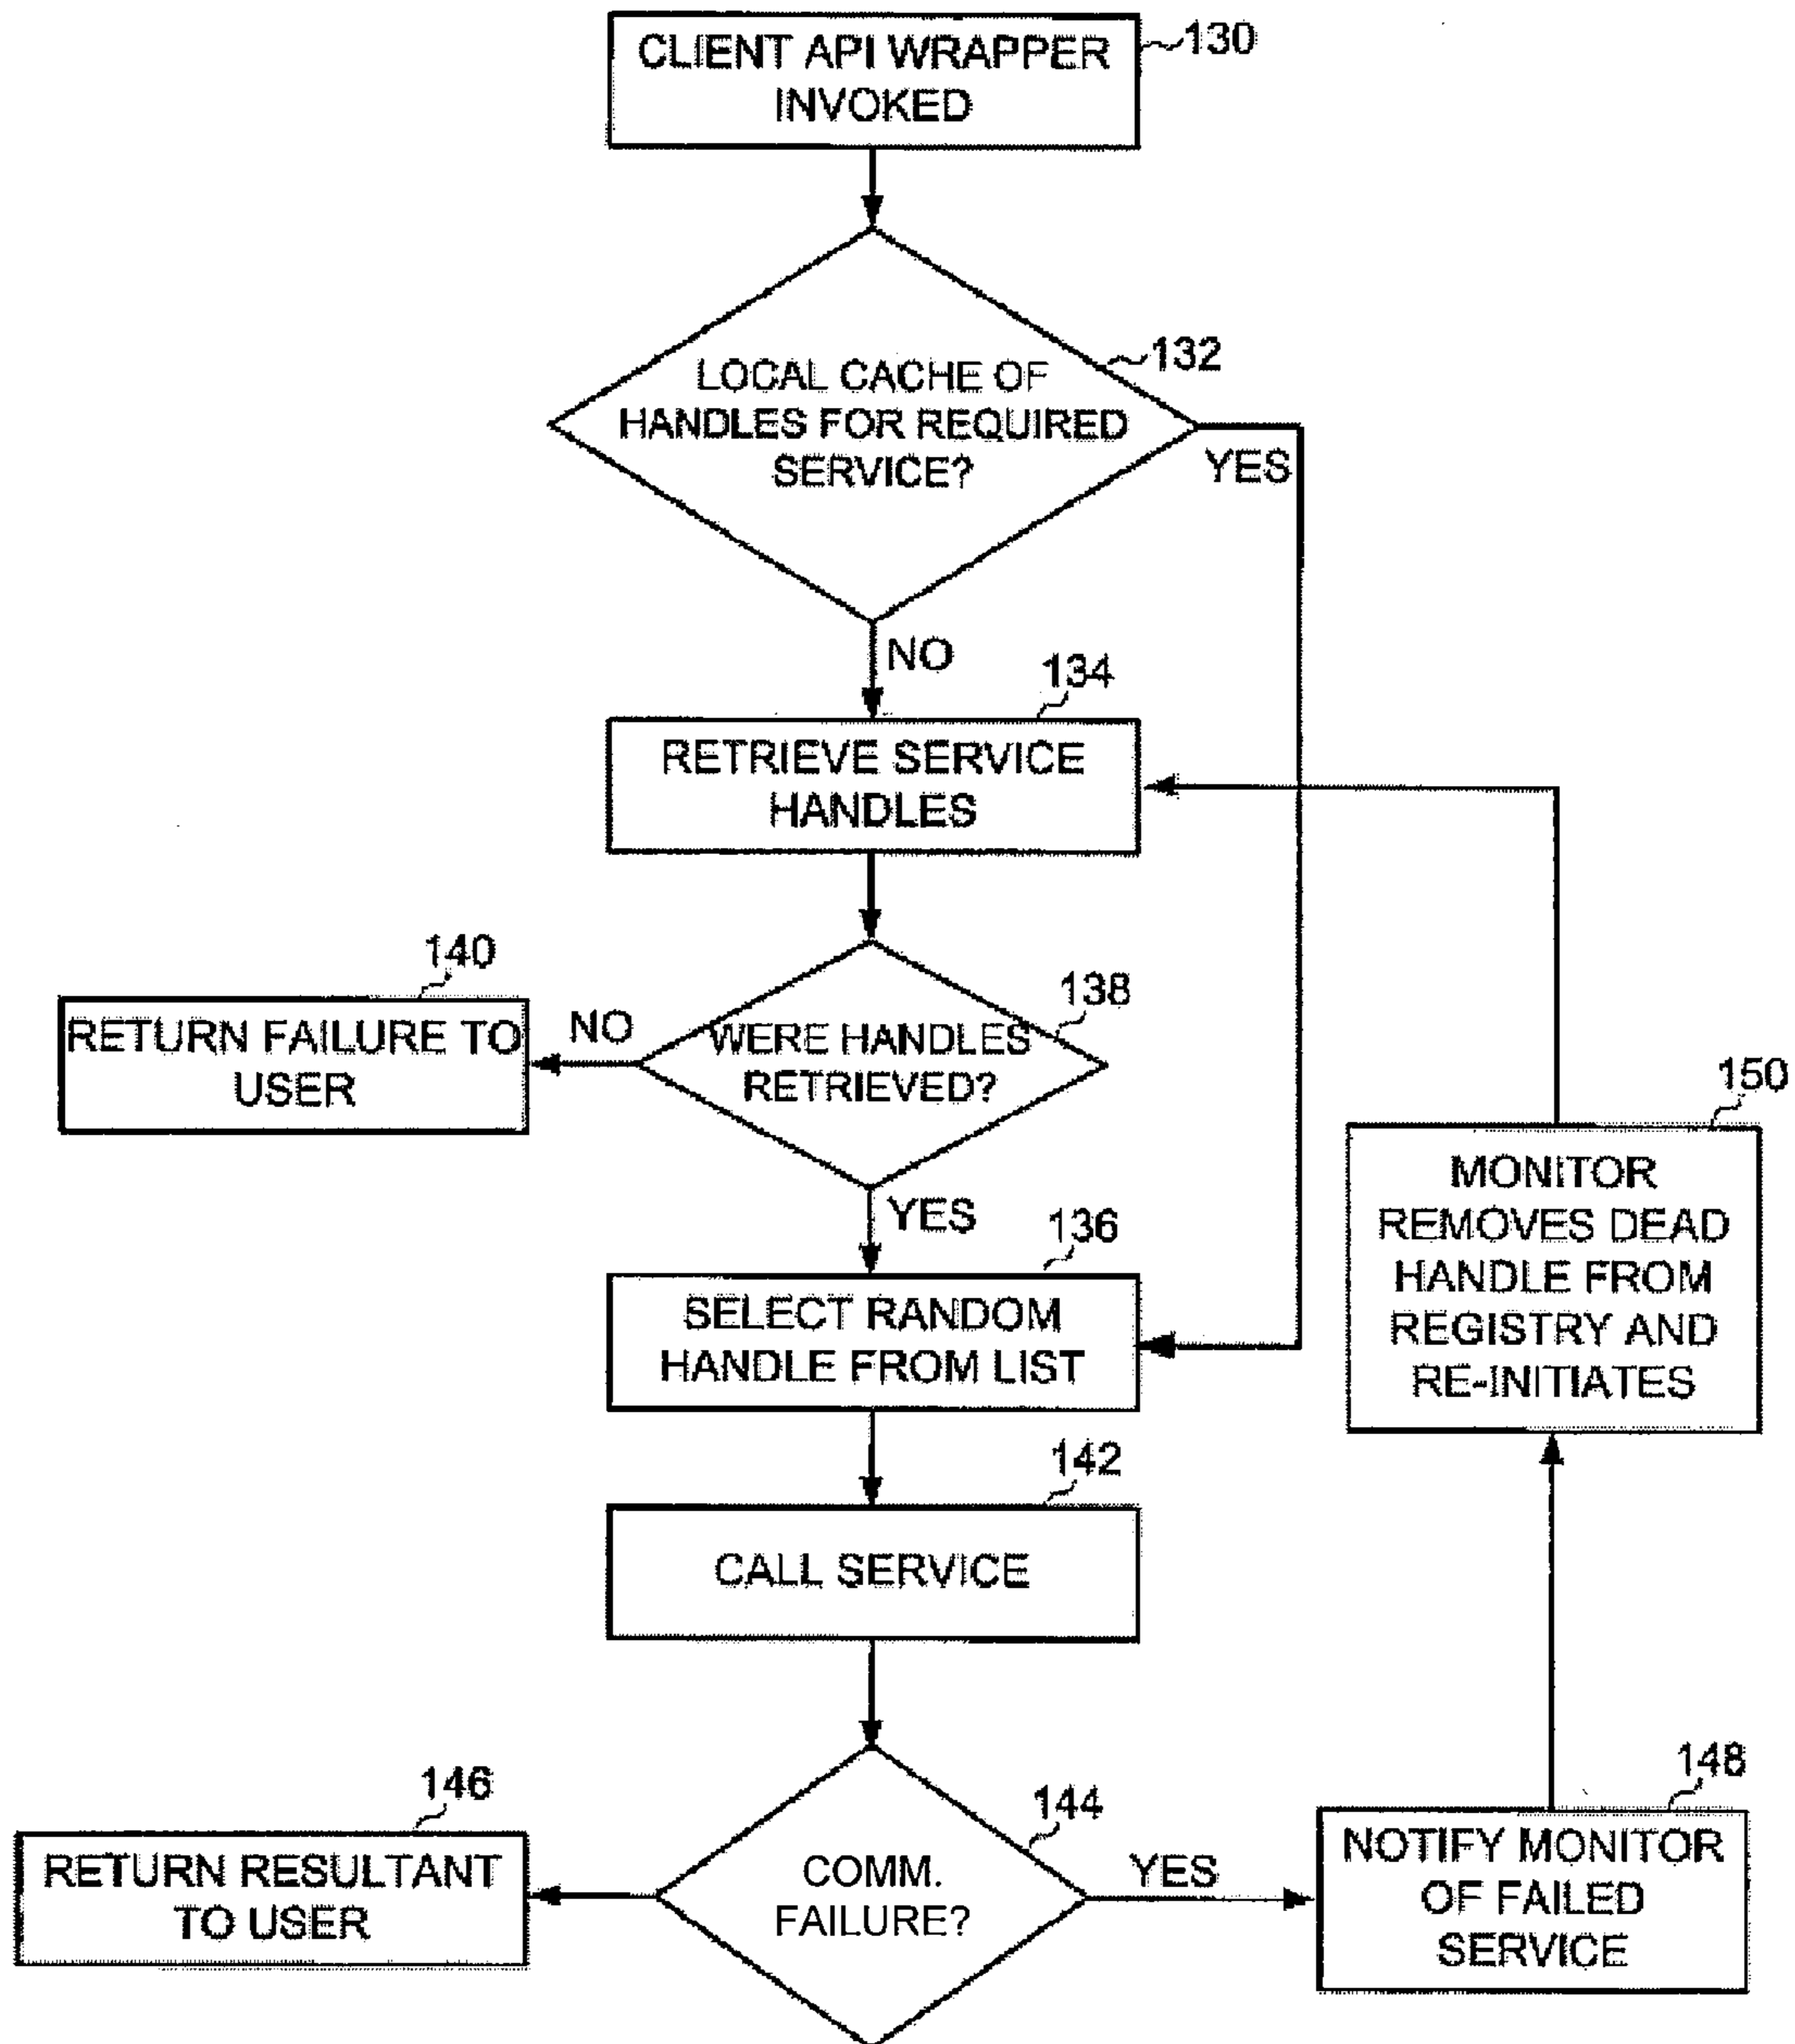 CLIENT API WRAPPER
INVOKED
130
LOCAL CACHE OF
HANDLES FOR REQUIRED
SERVICE?
132
YES
NO
134
RETRIEVE SERVICE
HANDLES
140
RETURN FAILURE TO
USER
NO
138
WERE HANDLES
RETRIEVED?
YES
136
SELECT RANDOM
HANDLE FROM LIST
150
MONITOR
REMOVES DEAD
HANDLE FROM
REGISTRY AND
RE-INITIATES
142
CALL SERVICE
146
RETURN RESULTANT
TO USER
144
COMM.
FAILURE?
YES
148
NOTIFY MONITOR
OF FAILED
SERVICE